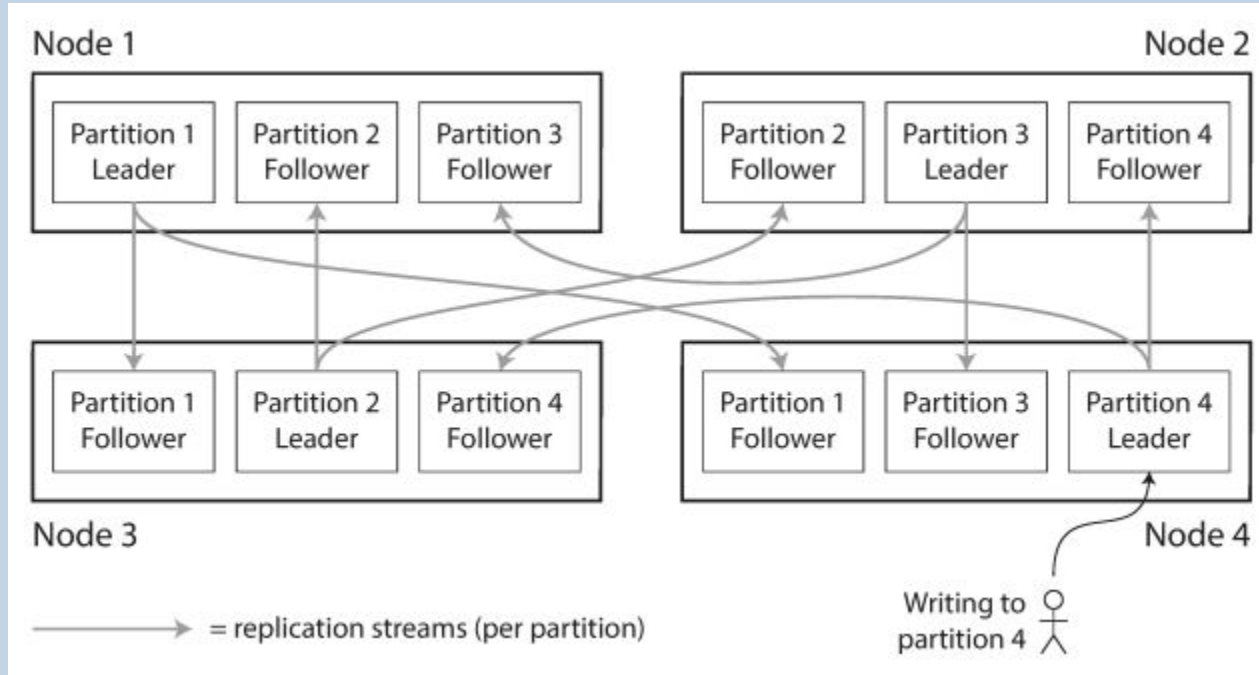 Node 1
Node 2
Partition 1
Leader
Partition 2
Follower
Partition 3
Follower
Partition 2
Follower
Partition 3
Leader
Partition 4
Follower
Partition 1
Follower
Partition 2
Leader
Partition 4
Follower
Partition 1
Follower
Partition 3
Follower
Partition 4
Leader
Node 3
Node 4
= replication streams (per partition)
Writing to
partition 4